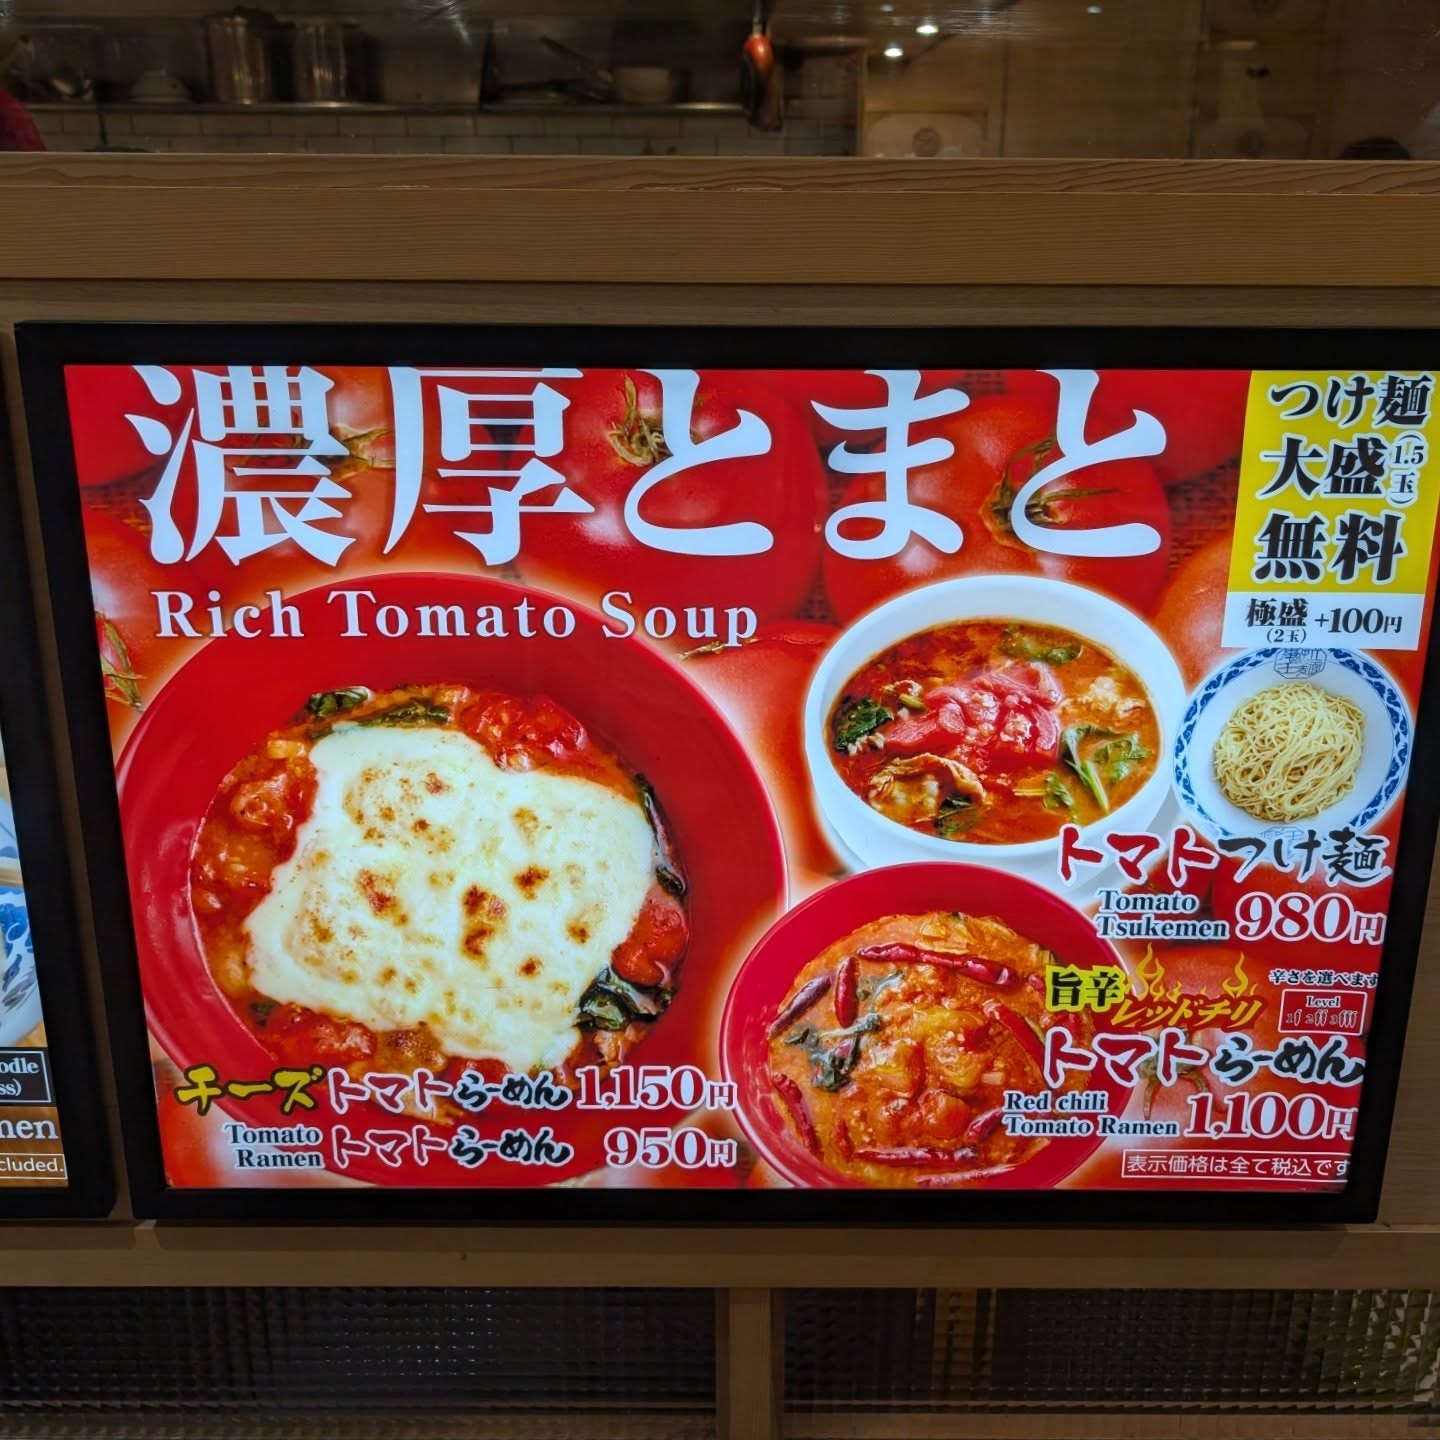 濃厚とまと
Rich Tomato Soup
つけ麺
大盛(1.5玉)
無料
極盛(2玉) +100円
トマトつけ麺
Tomato
Tsukemen 980円
旨辛レッドチリ
辛さを選べます
Level
1 2 3
トマトらーめん
Red chili
Tomato Ramen 1,100円
チーズトマトらーめん 1,150円
Tomato
Ramen トマトらーめん 950円
表示価格は全て税込です
oodle
ss)
men
cluded.